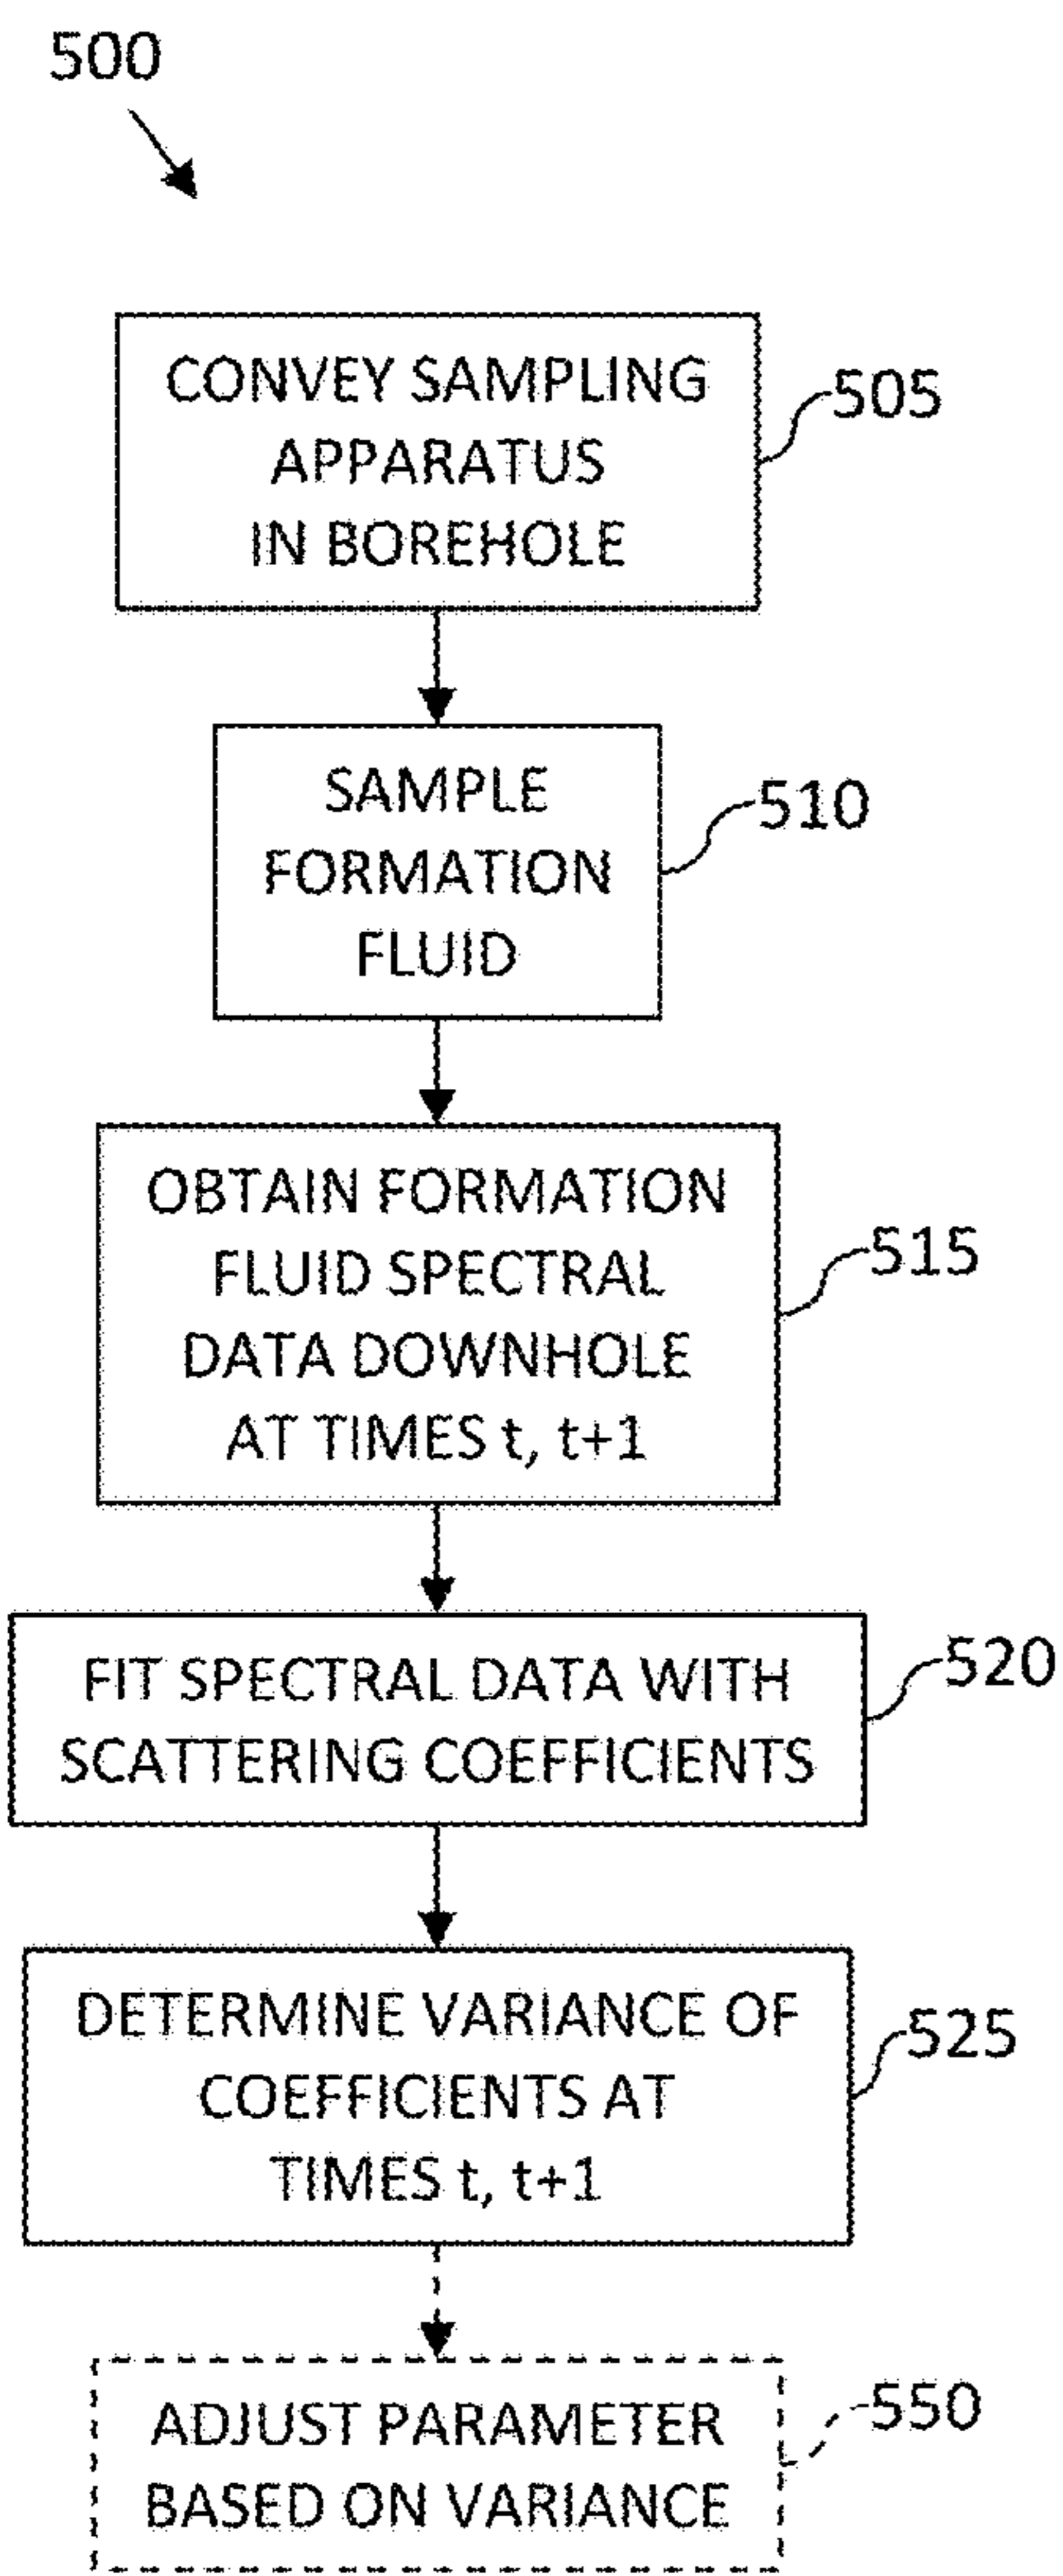 500
CONVEY SAMPLING
APPARATUS
IN BOREHOLE
505
SAMPLE
FORMATION
FLUID
510
OBTAIN FORMATION
FLUID SPECTRAL
DATA DOWNHOLE
AT TIMES t, t+1
515
FIT SPECTRAL DATA WITH
SCATTERING COEFFICIENTS
520
DETERMINE VARIANCE OF
COEFFICIENTS AT
TIMES t, t+1
525
ADJUST PARAMETER
BASED ON VARIANCE
550